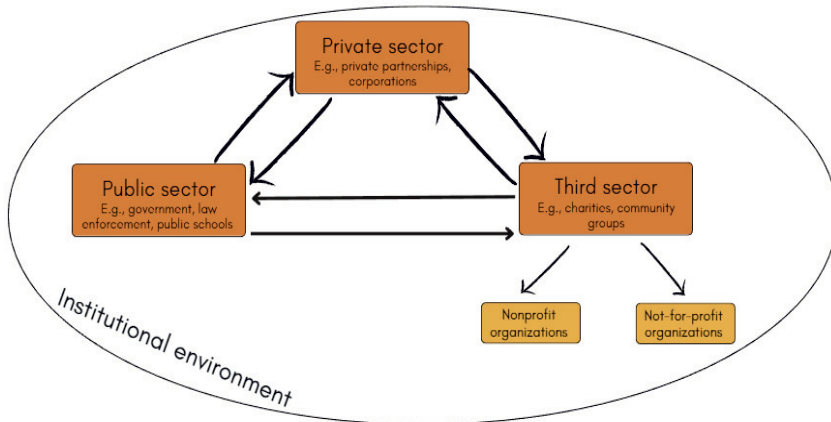 Private sector
E.g., private partnerships,
corporations
Public sector
E.g., government, law
enforcement, public schools
Third sector
E.g., charities, community
groups
Nonprofit
organizations
Not-for-profit
organizations
Institutional environment